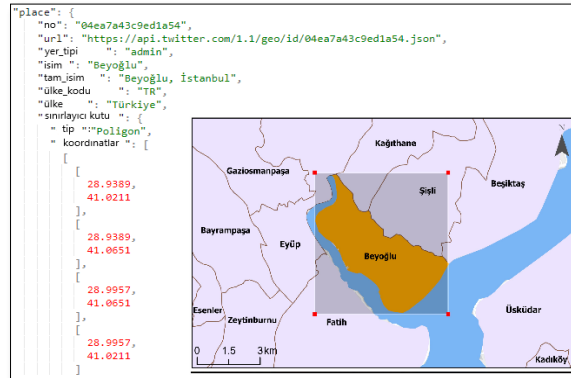 "place": {
"no": "04ea7a43c9ed1a54",
"url": "https://api.twitter.com/1.1/geo/id/04ea7a43c9ed1a54.json",
"yer_tipi ": "admin",
"isim ": "Beyoğlu",
"tam_isim ": "Beyoğlu, İstanbul",
"ülke_kodu ": "TR",
"ülke ": "Türkiye",
"sınırlayıcı kutu ": {
" tip ":"Poligon",
" koordinatlar ": [
[
[
28.9389,
41.0211
],
[
28.9389,
41.0651
],
[
28.9957,
41.0651
],
[
28.9957,
41.0211
]
Kağıthane
Gaziosmanpaşa
Şişli
Beşiktaş
Bayrampaşa
Eyüp
Beyoğlu
Esenler
Zeytinburnu
Fatih
Üsküdar
Kadıköy
0 1.5 3km